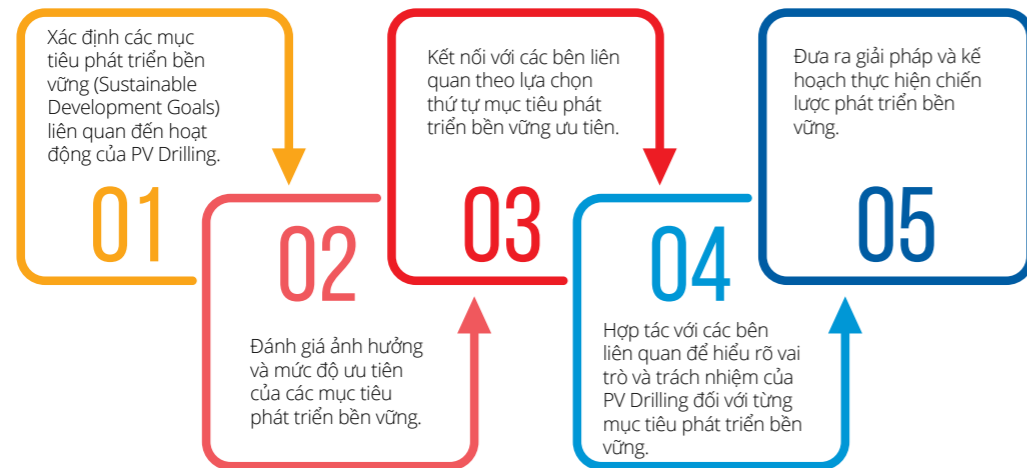 Xác định các mục
tiêu phát triển bền
vững (Sustainable
Development Goals)
liên quan đến hoạt
động của PV Drilling.
01
02
Đánh giá ảnh hưởng
và mức độ ưu tiên
của các mục tiêu
phát triển bền vững.
Kết nối với các bên liên
quan theo lựa chọn
thứ tự mục tiêu phát
triển bền vững ưu tiên.
03
04
Hợp tác với các bên
liên quan để hiểu rõ vai
trò và trách nhiệm của
PV Drilling đối với từng
mục tiêu phát triển bền
vững.
Đưa ra giải pháp và kế
hoạch thực hiện chiến
lược phát triển bền
vững.
05